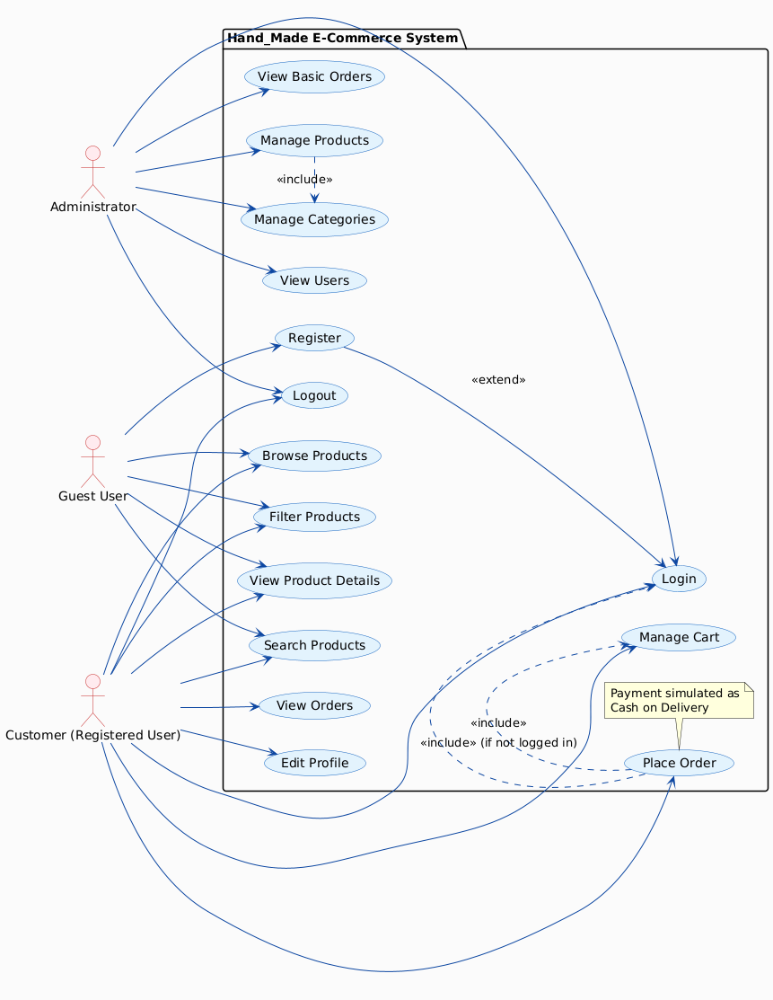 Hand_Made E-Commerce System
View Basic Orders
Manage Products
«include»
Administrator
Manage Categories
View Users
Register
«extend»
Logout
Browse Products
Guest User
Filter Products
View Product Details
Login
Search Products
Manage Cart
Payment simulated as
Cash on Delivery
View Orders
«include»
Customer (Registered User)
«include» (if not logged in)
Edit Profile
Place Order